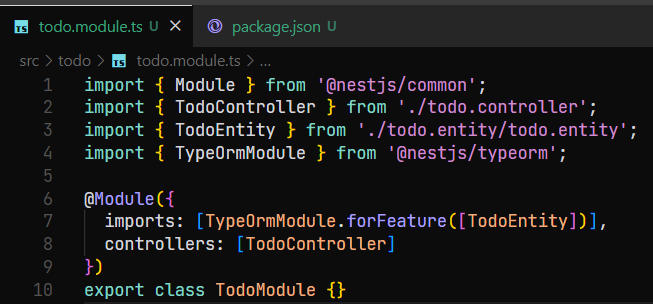 TS todo.module.ts U × package.json U
src > todo > TS todo.module.ts > ...
1 import { Module } from '@nestjs/common';
2 import { TodoController } from './todo.controller';
3 import { TodoEntity } from './todo.entity/todo.entity';
4 import { TypeOrmModule } from '@nestjs/typeorm';
5
6 @Module({
7   imports: [TypeOrmModule.forFeature([TodoEntity])],
8   controllers: [TodoController]
9 })
10 export class TodoModule {}